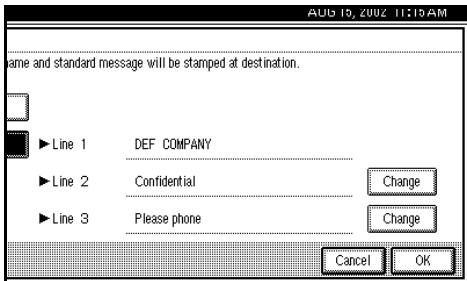 AUG 15, 2002 11:15 AM
name and standard message will be stamped at destination.
►Line 1 DEF COMPANY
►Line 2 Confidential Change
►Line 3 Please phone Change
Cancel OK